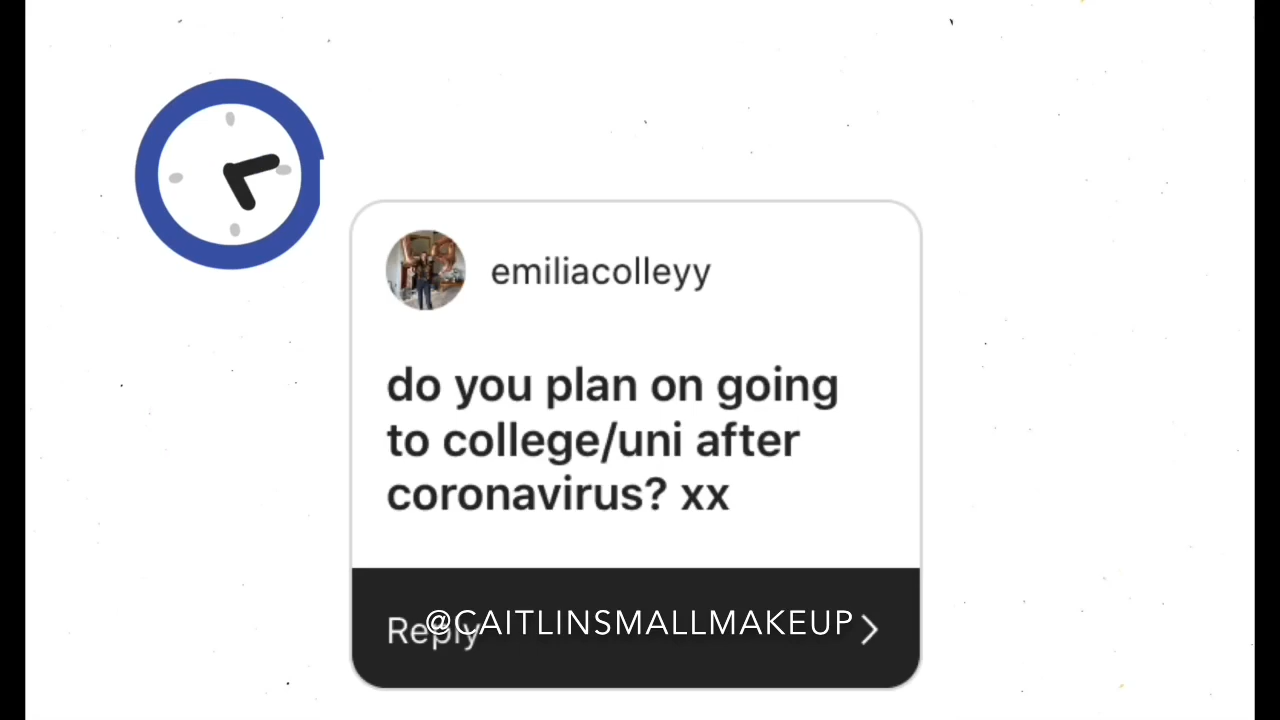 emiliacolleyy
do you plan on going
to college/uni after
coronavirus? xx
Reply
@CAITLINSMALLMAKEUP